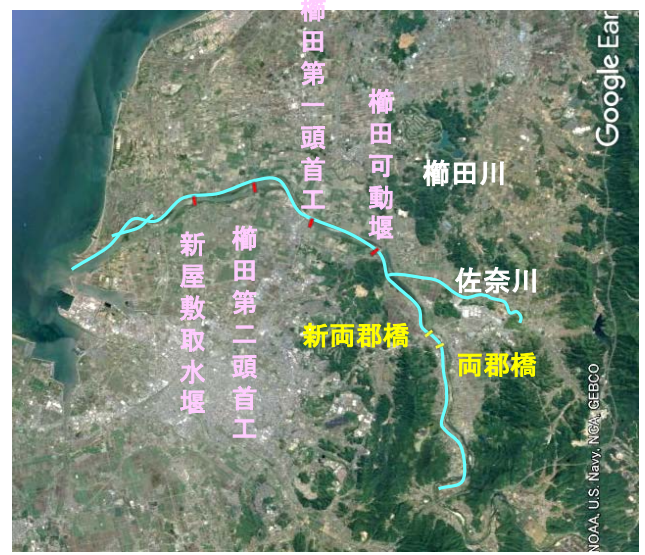 櫛田第一頭首工
櫛田可動堰
櫛田川
佐奈川
新屋敷取水堰
櫛田第二頭首工
新両郡橋
両郡橋
Google Ear
NOAA, U.S. Navy, NGA, GEBCO